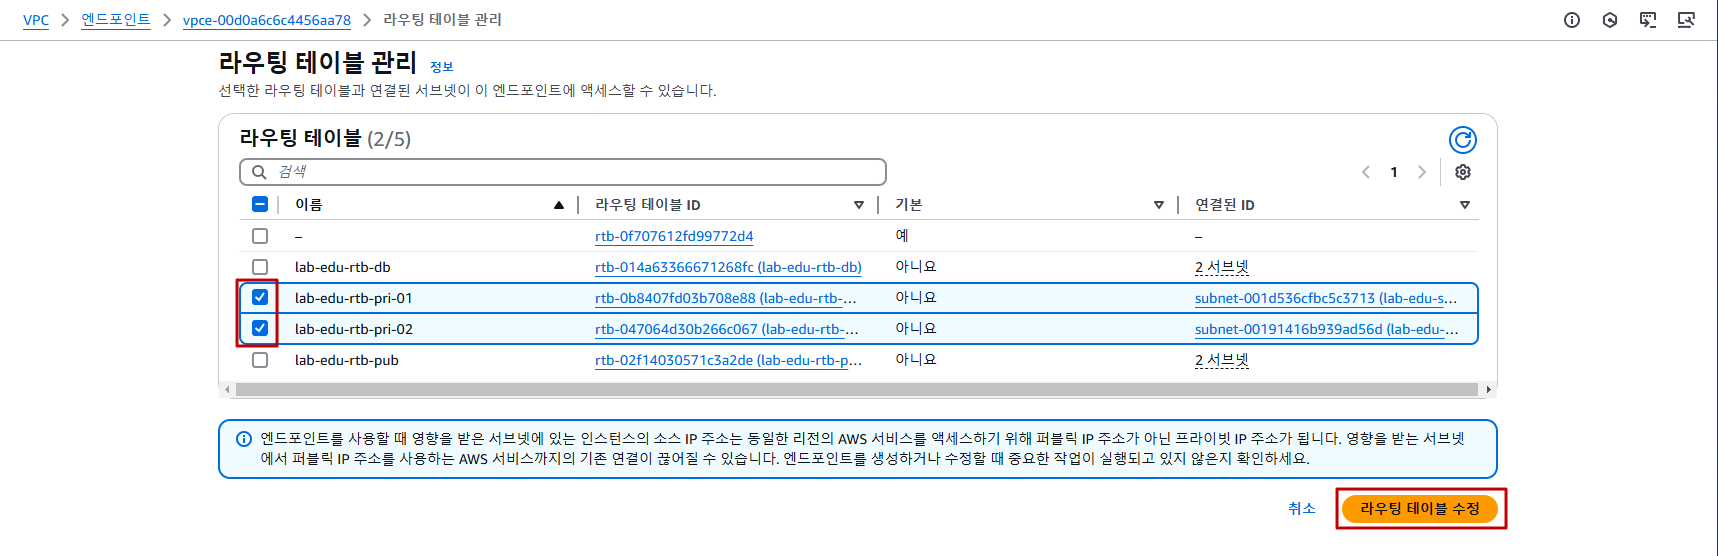 VPC > 엔드포인트 > vpce-00d0a6c6c4456aa78 > 라우팅 테이블 관리
라우팅 테이블 관리 정보
선택한 라우팅 테이블과 연결된 서브넷이 이 엔드포인트에 액세스할 수 있습니다.
라우팅 테이블 (2/5)
검색
1
이름 라우팅 테이블 ID 기본 연결된 ID
– rtb-0f707612fd99772d4 예 –
lab-edu-rtb-db rtb-014a63366671268fc (lab-edu-rtb-db) 아니요 2 서브넷
lab-edu-rtb-pri-01 rtb-0b8407fd03b708e88 (lab-edu-rtb-... 아니요 subnet-001d536cfbc5c3713 (lab-edu-s...
lab-edu-rtb-pri-02 rtb-047064d30b266c067 (lab-edu-rtb-... 아니요 subnet-00191416b939ad56d (lab-edu-...
lab-edu-rtb-pub rtb-02f14030571c3a2de (lab-edu-rtb-p... 아니요 2 서브넷
엔드포인트를 사용할 때 영향을 받은 서브넷에 있는 인스턴스의 소스 IP 주소는 동일한 리전의 AWS 서비스를 액세스하기 위해 퍼블릭 IP 주소가 아닌 프라이빗 IP 주소가 됩니다. 영향을 받는 서브넷
에서 퍼블릭 IP 주소를 사용하는 AWS 서비스까지의 기존 연결이 끊어질 수 있습니다. 엔드포인트를 생성하거나 수정할 때 중요한 작업이 실행되고 있지 않은지 확인하세요.
취소 라우팅 테이블 수정